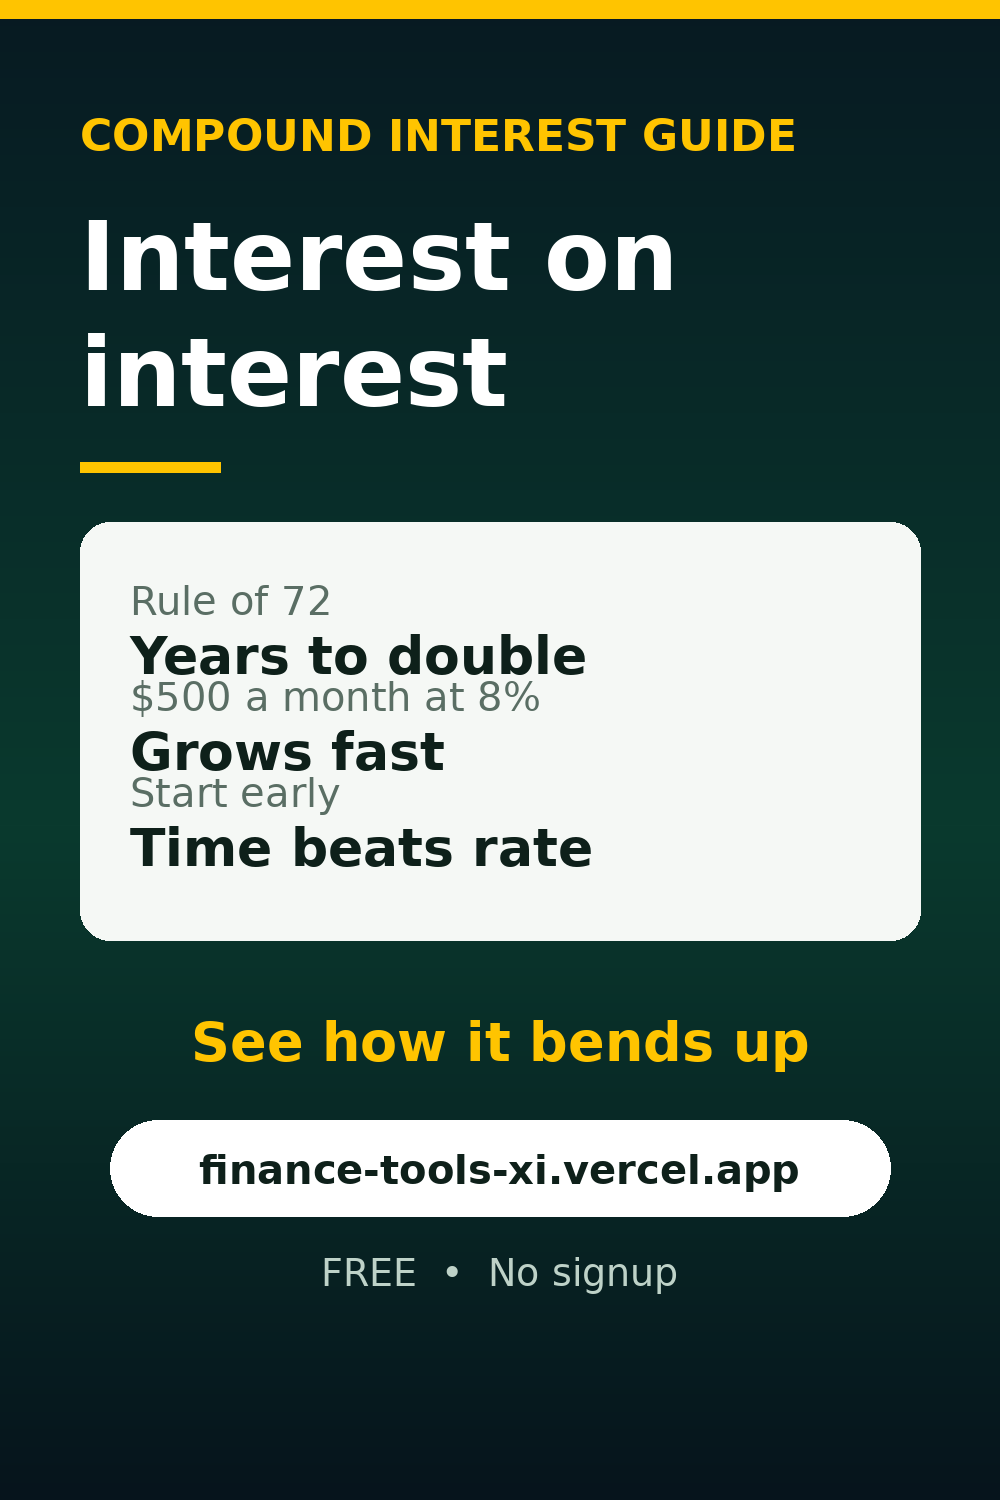 COMPOUND INTEREST GUIDE
Interest on
interest
Rule of 72
Years to double
$500 a month at 8%
Grows fast
Start early
Time beats rate
See how it bends up
finance-tools-xi.vercel.app
FREE • No signup